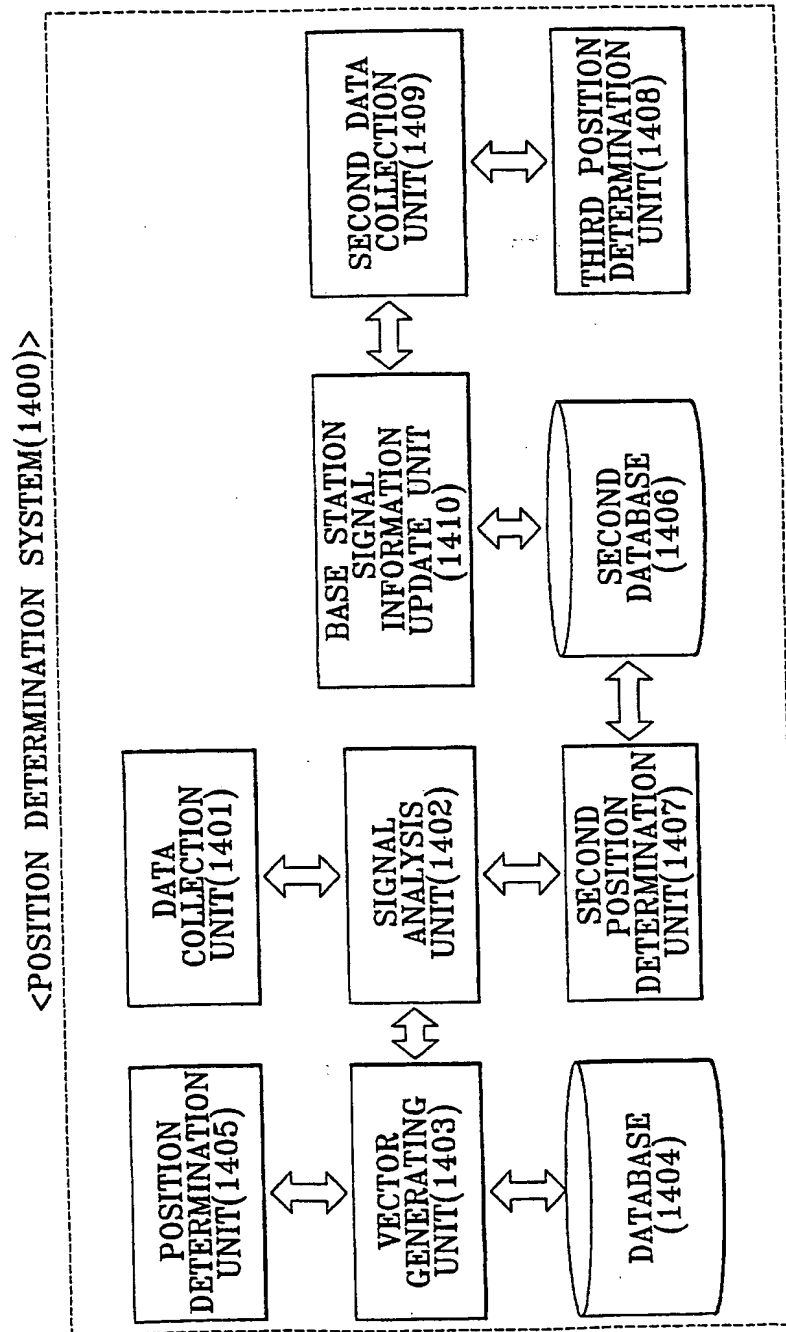 <POSITION DETERMINATION SYSTEM(1400)>
POSITION
DETERMINATION
UNIT(1405)
DATA
COLLECTION
UNIT(1401)
SECOND DATA
COLLECTION
UNIT(1409)
VECTOR
GENERATING
UNIT(1403)
SIGNAL
ANALYSIS
UNIT(1402)
BASE STATION
SIGNAL
INFORMATION
UPDATE UNIT
(1410)
THIRD POSITION
DETERMINATION
UNIT(1408)
DATABASE
(1404)
SECOND
POSITION
DETERMINATION
UNIT(1407)
SECOND
DATABASE
(1406)